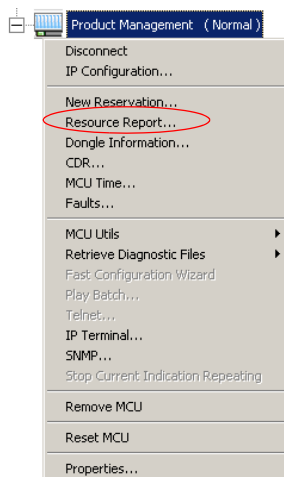 Product Management ( Normal )
Disconnect
IP Configuration...
New Reservation...
Resource Report...
Dongle Information...
CDR...
MCU Time...
Faults...
MCU Utils
Retrieve Diagnostic Files
Fast Configuration Wizard
Play Batch...
Telnet...
IP Terminal...
SNMP...
Stop Current Indication Repeating
Remove MCU
Reset MCU
Properties...